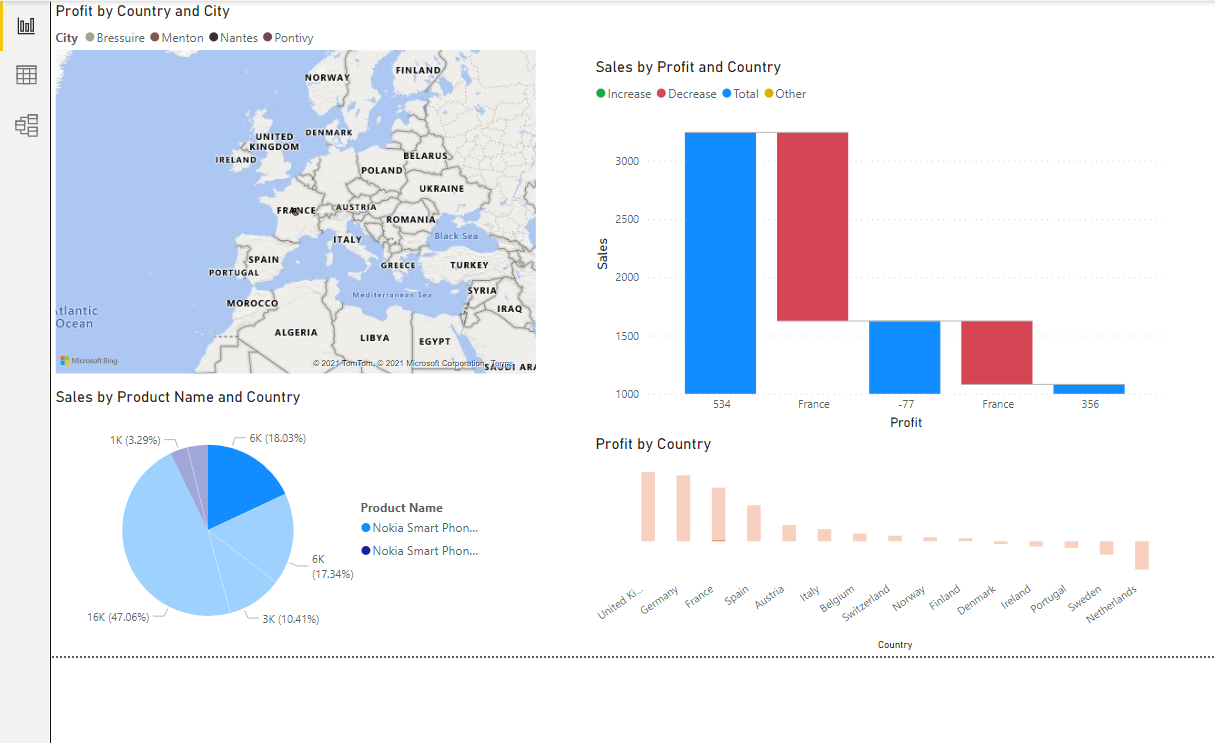 Profit by Country and City
City Bressuire Menton Nantes Pontivy
NORWAY
FINLAND
UNITED
KINGDOM
DENMARK
IRELAND
BELARUS
POLAND
UKRAINE
FRANCE
AUSTRIA
ROMANIA
ITALY
Black Sea
SPAIN
PORTUGAL
GREECE
TURKEY
SYRIA
Mediterranean Sea
MOROCCO
IRAQ
tlantic
Ocean
ALGERIA
LIBYA
EGYPT
SAUDI ARA
Microsoft Bing
© 2021 TomTom, © 2021 Microsoft Corporation Terms
Sales by Profit and Country
Increase Decrease Total Other
Sales
3000
2500
2000
1500
1000
534 France -77 France 356
Profit
Sales by Product Name and Country
1K (3.29%)
6K (18.03%)
6K
(17.34%)
3K (10.41%)
16K (47.06%)
Product Name
Nokia Smart Phon...
Nokia Smart Phon...
Profit by Country
United Ki... Germany France Spain Austria Italy Belgium Switzerland Norway Finland Denmark Ireland Portugal Sweden Netherlands
Country